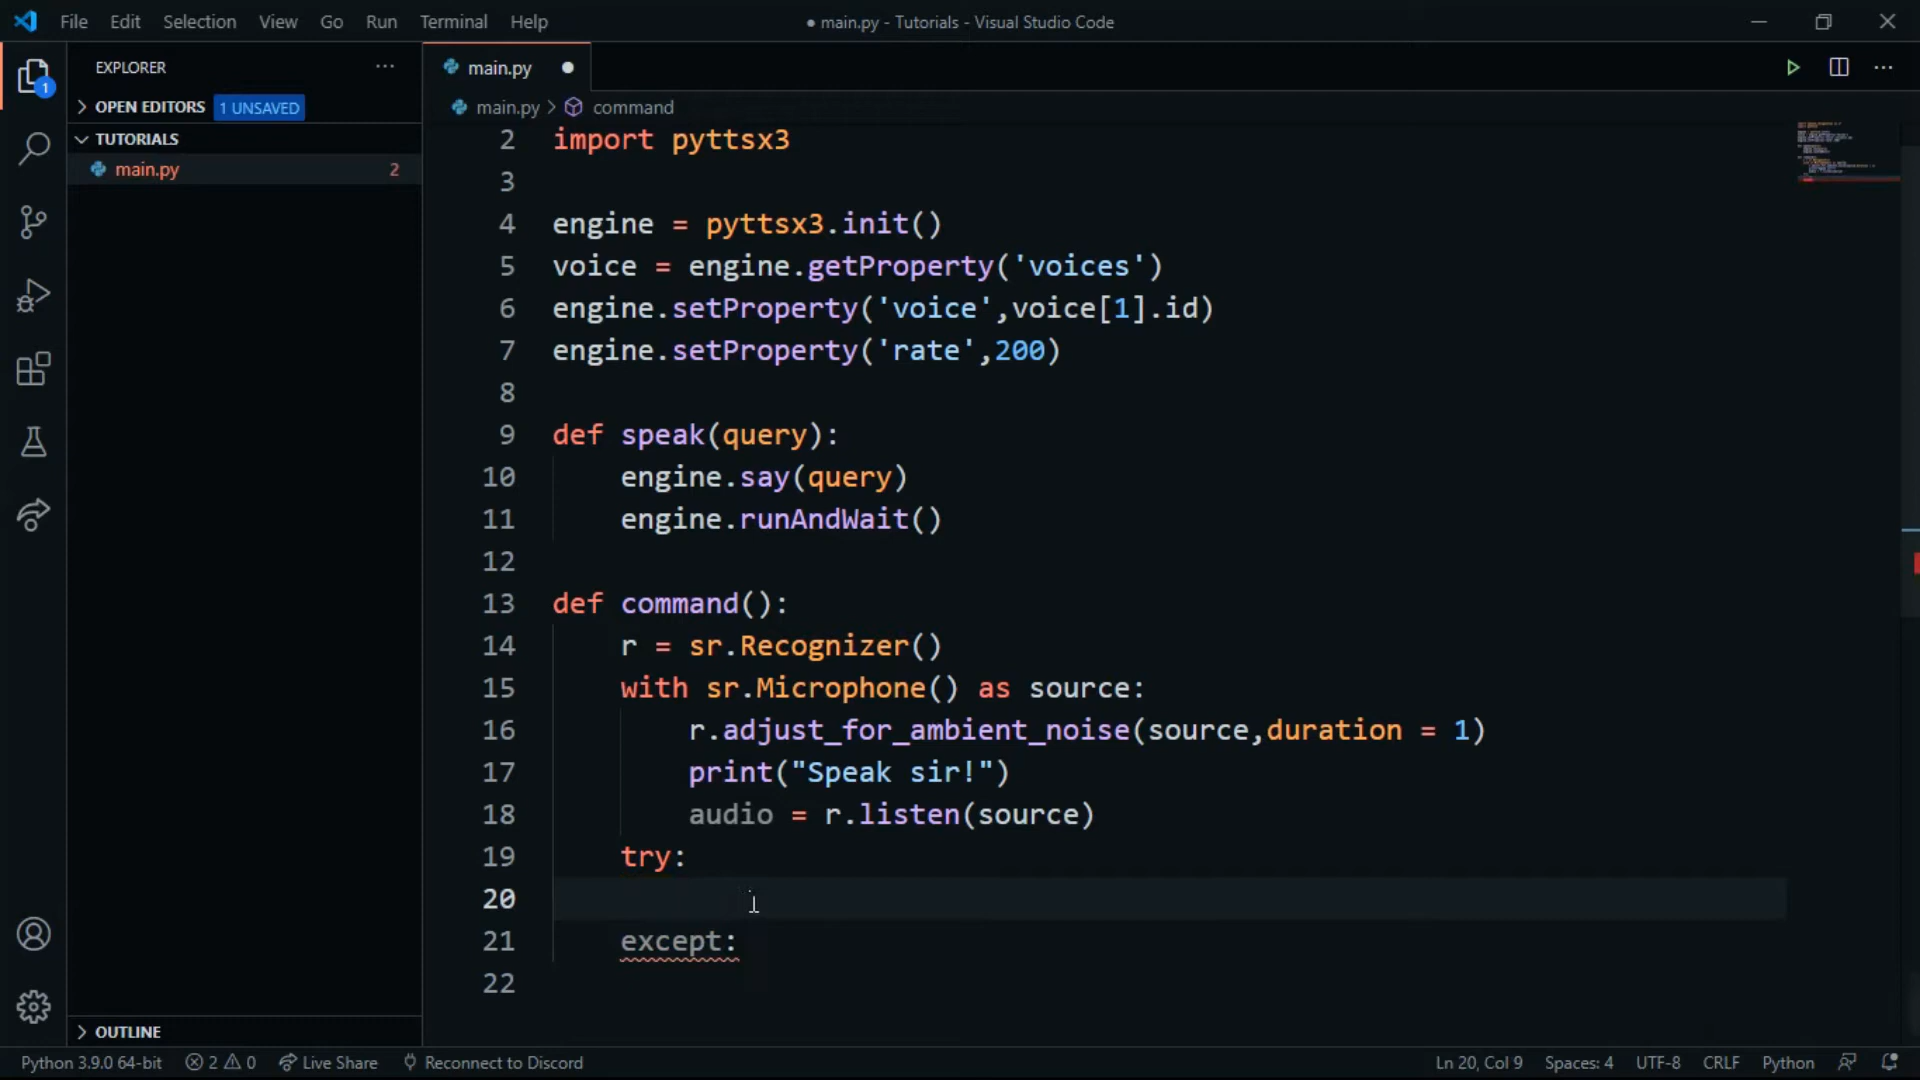 File Edit Selection View Go Run Terminal Help
● main.py - Tutorials - Visual Studio Code
EXPLORER
OPEN EDITORS 1 UNSAVED
TUTORIALS
main.py 2
1
OUTLINE
main.py
main.py > command
2 import pyttsx3
3
4 engine = pyttsx3.init()
5 voice = engine.getProperty('voices')
6 engine.setProperty('voice',voice[1].id)
7 engine.setProperty('rate',200)
8
9 def speak(query):
10 engine.say(query)
11 engine.runAndWait()
12
13 def command():
14 r = sr.Recognizer()
15 with sr.Microphone() as source:
16 r.adjust_for_ambient_noise(source,duration = 1)
17 print("Speak sir!")
18 audio = r.listen(source)
19 try:
20
21 except:
22
Python 3.9.0 64-bit 2 0 Live Share Reconnect to Discord
Ln 20, Col 9 Spaces: 4 UTF-8 CRLF Python